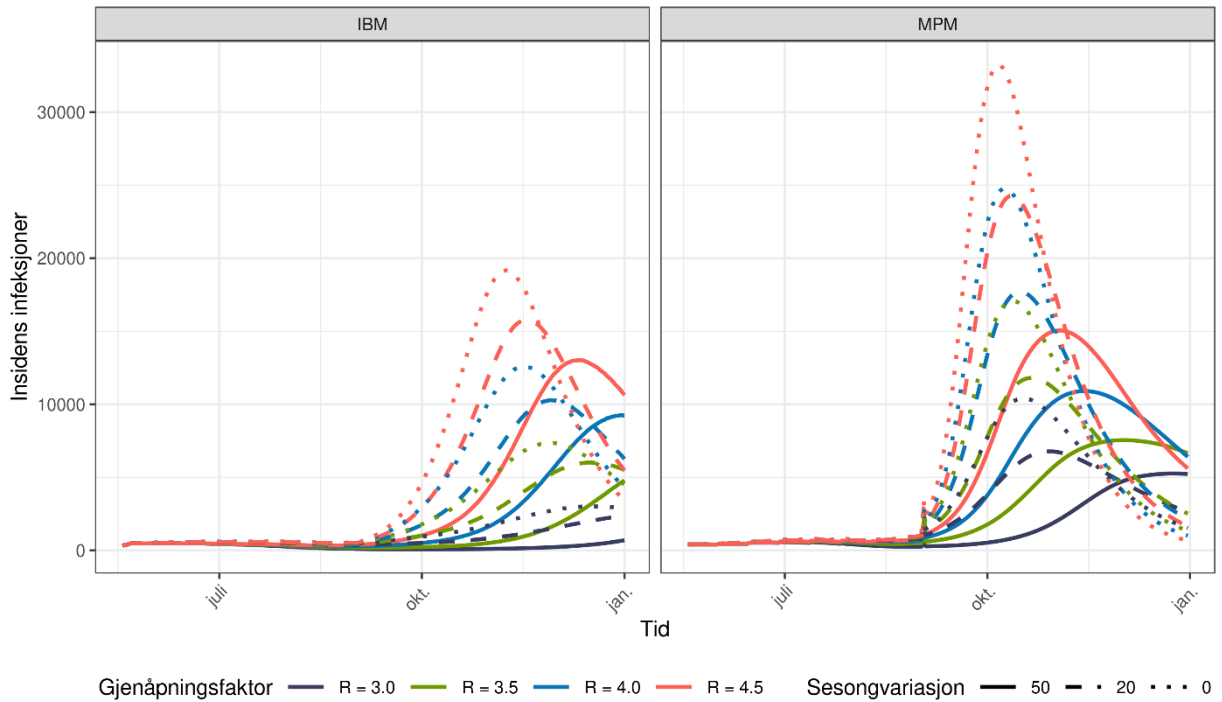 IBM
MPM
Insidens infeksjoner
30000
20000
10000
0
juli
okt.
jan.
juli
okt.
jan.
Tid
Gjenåpningsfaktor R = 3.0 R = 3.5 R = 4.0 R = 4.5 Sesongvariasjon 50 20 0